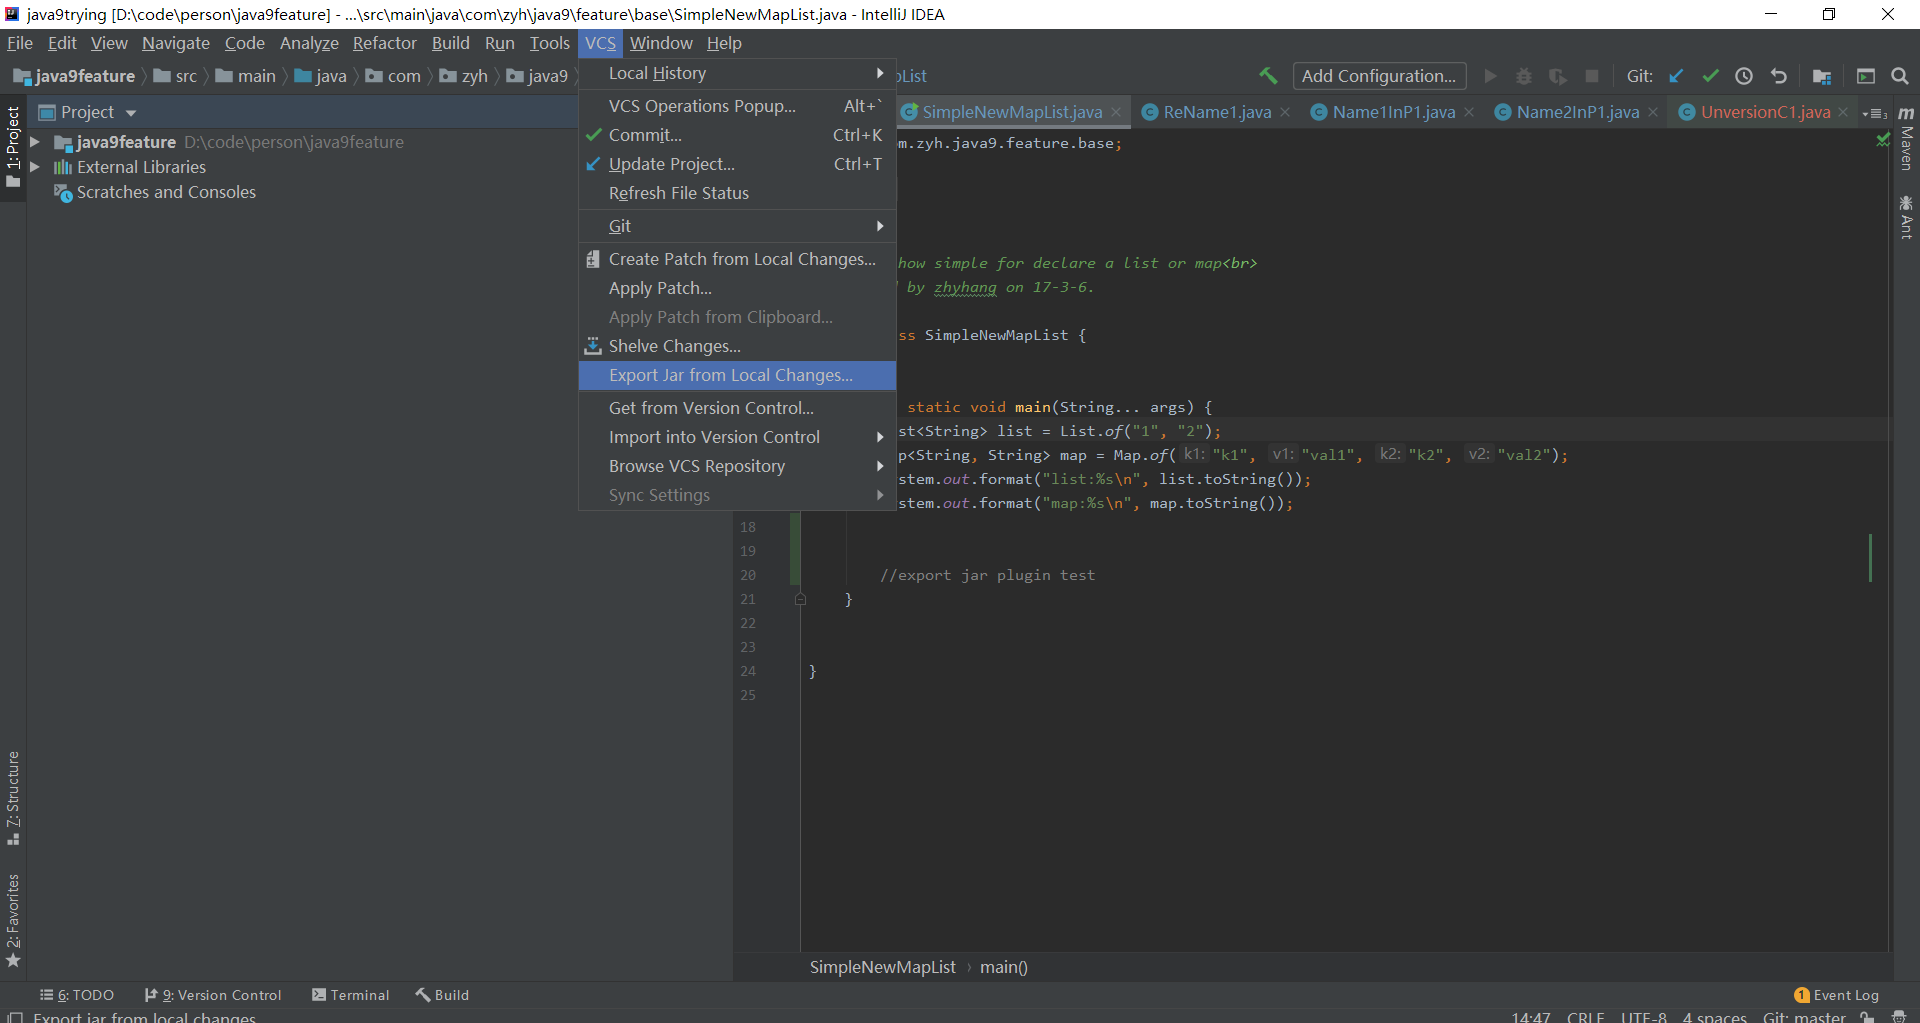 java9trying [D:\code\person\java9feature] - ...\src\main\java\com\zyh\java9\feature\base\SimpleNewMapList.java - IntelliJ IDEA
File Edit View Navigate Code Analyze Refactor Build Run Tools VCS Window Help
java9feature src main java com zyh java9 pList Add Configuration... Git:
Project
SimpleNewMapList.java ReName1.java Name1InP1.java Name2InP1.java UnversionC1.java 3
java9feature D:\code\person\java9feature
External Libraries
Scratches and Consoles
1: Project
7: Structure
2: Favorites
Local History
VCS Operations Popup... Alt+`
Commit... Ctrl+K
Update Project... Ctrl+T
Refresh File Status
Git
Create Patch from Local Changes...
Apply Patch...
Apply Patch from Clipboard...
Shelve Changes...
Export Jar from Local Changes...
Get from Version Control...
Import into Version Control
Browse VCS Repository
Sync Settings
m.zyh.java9.feature.base;
how simple for declare a list or map<br>
by zhyhang on 17-3-6.
ss SimpleNewMapList {
static void main(String... args) {
st<String> list = List.of("1", "2");
p<String, String> map = Map.of( k1: "k1", v1: "val1", k2: "k2", v2: "val2");
stem.out.format("list:%s\n", list.toString());
stem.out.format("map:%s\n", map.toString());
18
19
20 //export jar plugin test
21 }
22
23
24 }
25
m Maven
Ant
SimpleNewMapList main()
6: TODO 9: Version Control Terminal Build 1 Event Log
Export jar from local changes 14:47 CRLF UTF-8 4 spaces Git: master